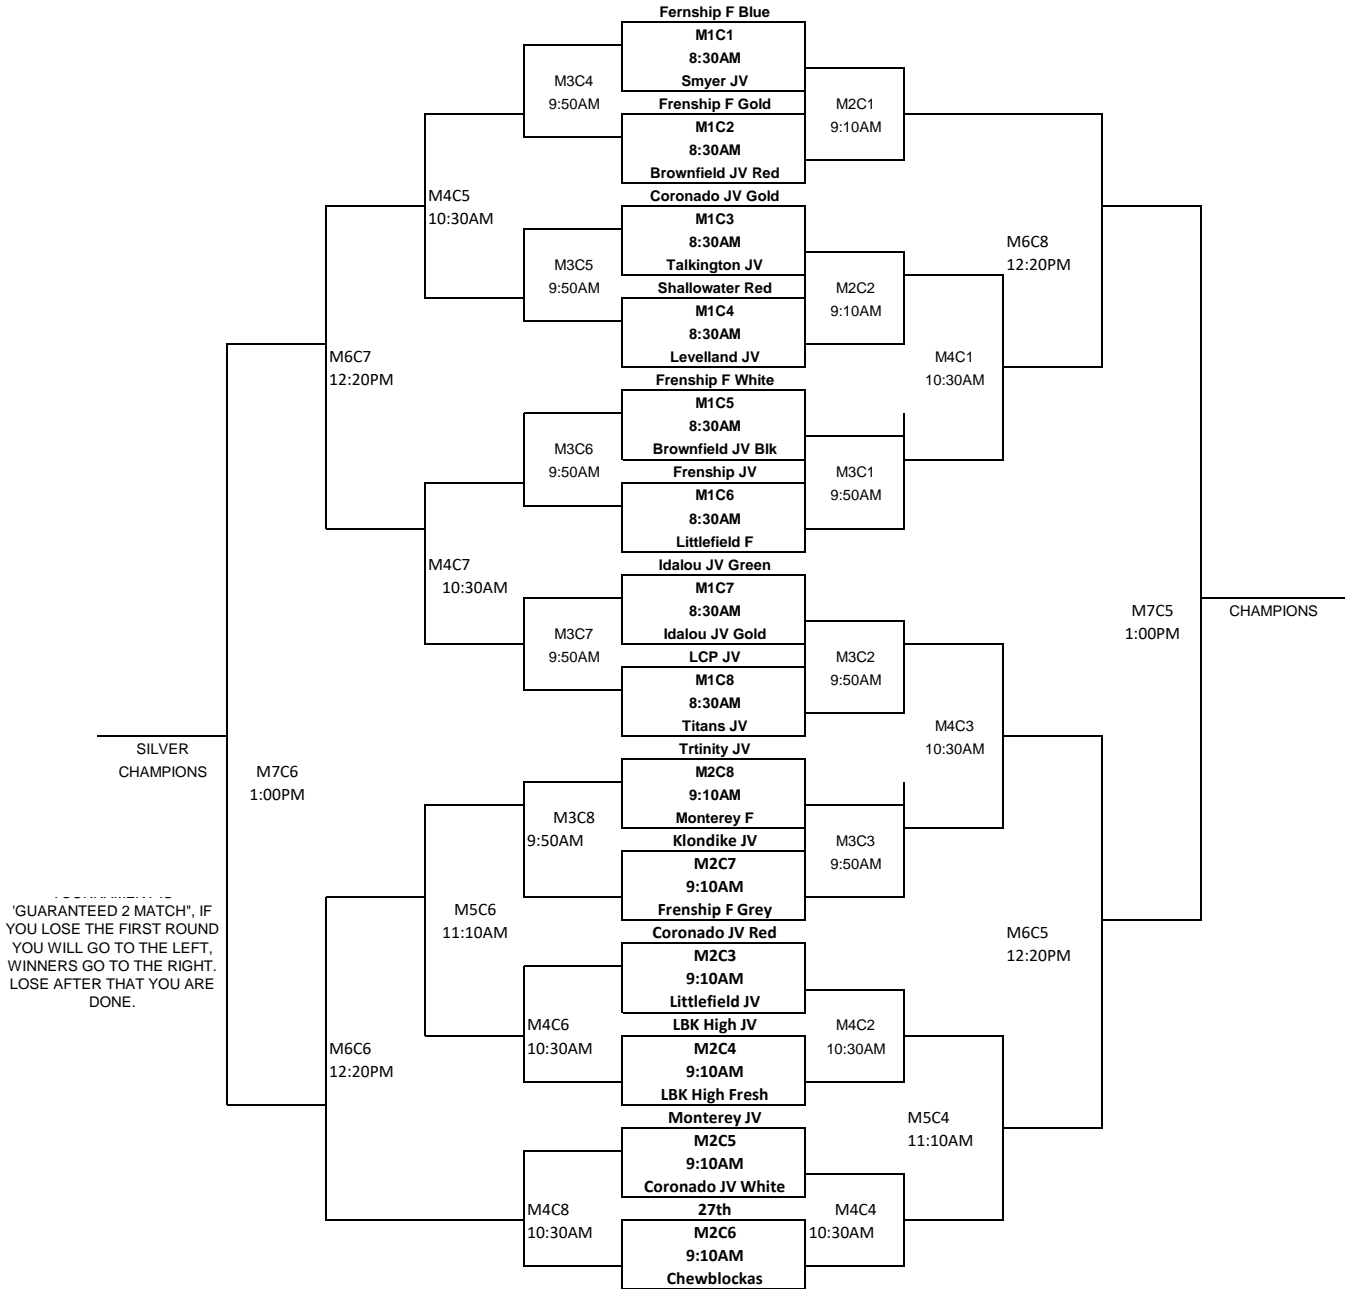 Fernship F Blue
M1C1
8:30AM
Smyer JV
M3C4
9:50AM
M2C1
9:10AM
Frenship F Gold
M1C2
8:30AM
Brownfield JV Red
M4C5
10:30AM
Coronado JV Gold
M1C3
8:30AM
Talkington JV
M6C8
12:20PM
M3C5
9:50AM
M2C2
9:10AM
Shallowater Red
M1C4
8:30AM
Levelland JV
M6C7
12:20PM
M4C1
10:30AM
Frenship F White
M1C5
8:30AM
Brownfield JV Blk
M3C6
9:50AM
M3C1
9:50AM
Frenship JV
M1C6
8:30AM
Littlefield F
M4C7
10:30AM
Idalou JV Green
M1C7
8:30AM
Idalou JV Gold
M7C5
1:00PM
CHAMPIONS
M3C7
9:50AM
M3C2
9:50AM
LCP JV
M1C8
8:30AM
Titans JV
M4C3
10:30AM
SILVER
CHAMPIONS
M7C6
1:00PM
Trtinity JV
M2C8
9:10AM
Monterey F
M3C8
9:50AM
M3C3
9:50AM
Klondike JV
M2C7
9:10AM
Frenship F Grey
'GUARANTEED 2 MATCH", IF
YOU LOSE THE FIRST ROUND
YOU WILL GO TO THE LEFT,
WINNERS GO TO THE RIGHT.
LOSE AFTER THAT YOU ARE
DONE.
M5C6
11:10AM
M6C5
12:20PM
Coronado JV Red
M2C3
9:10AM
Littlefield JV
M6C6
12:20PM
M4C6
10:30AM
M4C2
10:30AM
LBK High JV
M2C4
9:10AM
LBK High Fresh
M5C4
11:10AM
Monterey JV
M2C5
9:10AM
Coronado JV White
M4C8
10:30AM
M4C4
10:30AM
27th
M2C6
9:10AM
Chewblockas